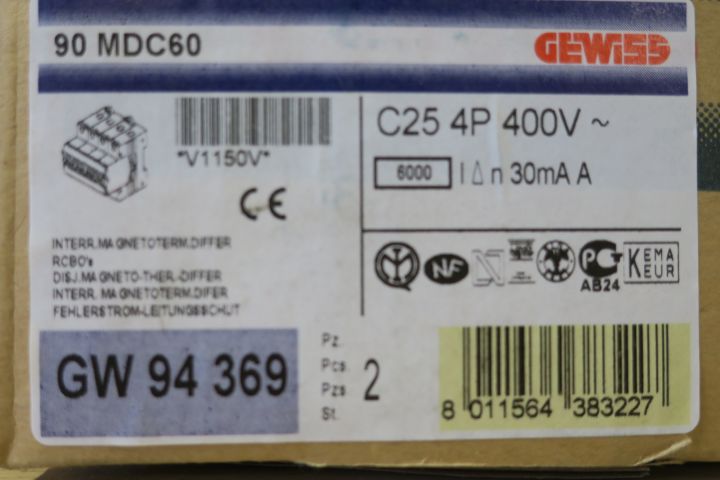 90 MDC60
GEWISS
*V1150V*
C25 4P 400V ~
6000 I Δ n 30mA A
CE
INTERR.MAGNETOTERM.DIFFER
RCBO's
DISJ.MAGNETO-THER.-DIFFER
INTERR. MAGNETOTERM.DIFER
FEHLERSTROM-LEITUNGSSCHUT
NF
PC
AB24
KEMA
KEUR
GW 94 369
Pz.
Pcs.
Pzs
St.
2
8 011564 383227